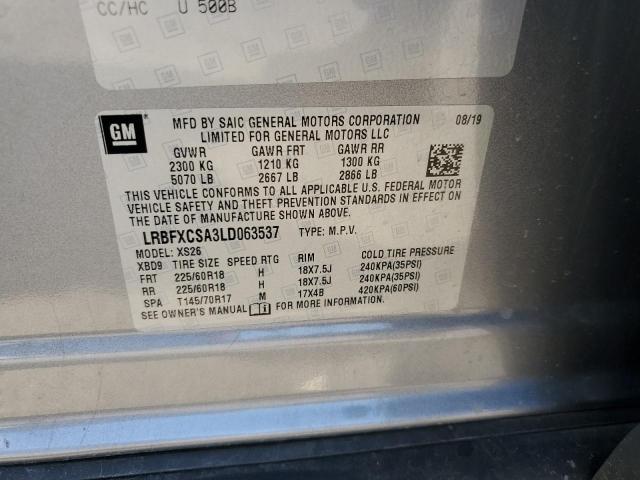 CC/HC U 500B
GM
MFD BY SAIC GENERAL MOTORS CORPORATION 08/19
LIMITED FOR GENERAL MOTORS LLC
GVWR GAWR FRT GAWR RR
2300 KG 1210 KG 1300 KG
5070 LB 2667 LB 2866 LB
THIS VEHICLE CONFORMS TO ALL APPLICABLE U.S. FEDERAL MOTOR
VEHICLE SAFETY AND THEFT PREVENTION STANDARDS IN EFFECT ON
THE DATE OF MANUFACTURE SHOWN ABOVE.
LRBFXCSA3LD063537 TYPE: M.P.V.
MODEL: XS26
XBD9 TIRE SIZE SPEED RTG RIM COLD TIRE PRESSURE
FRT 225/60R18 H 18X7.5J 240KPA(35PSI)
RR 225/60R18 H 18X7.5J 240KPA(35PSI)
SPA T145/70R17 M 17X4B 420KPA(60PSI)
SEE OWNER'S MANUAL FOR MORE INFORMATION.